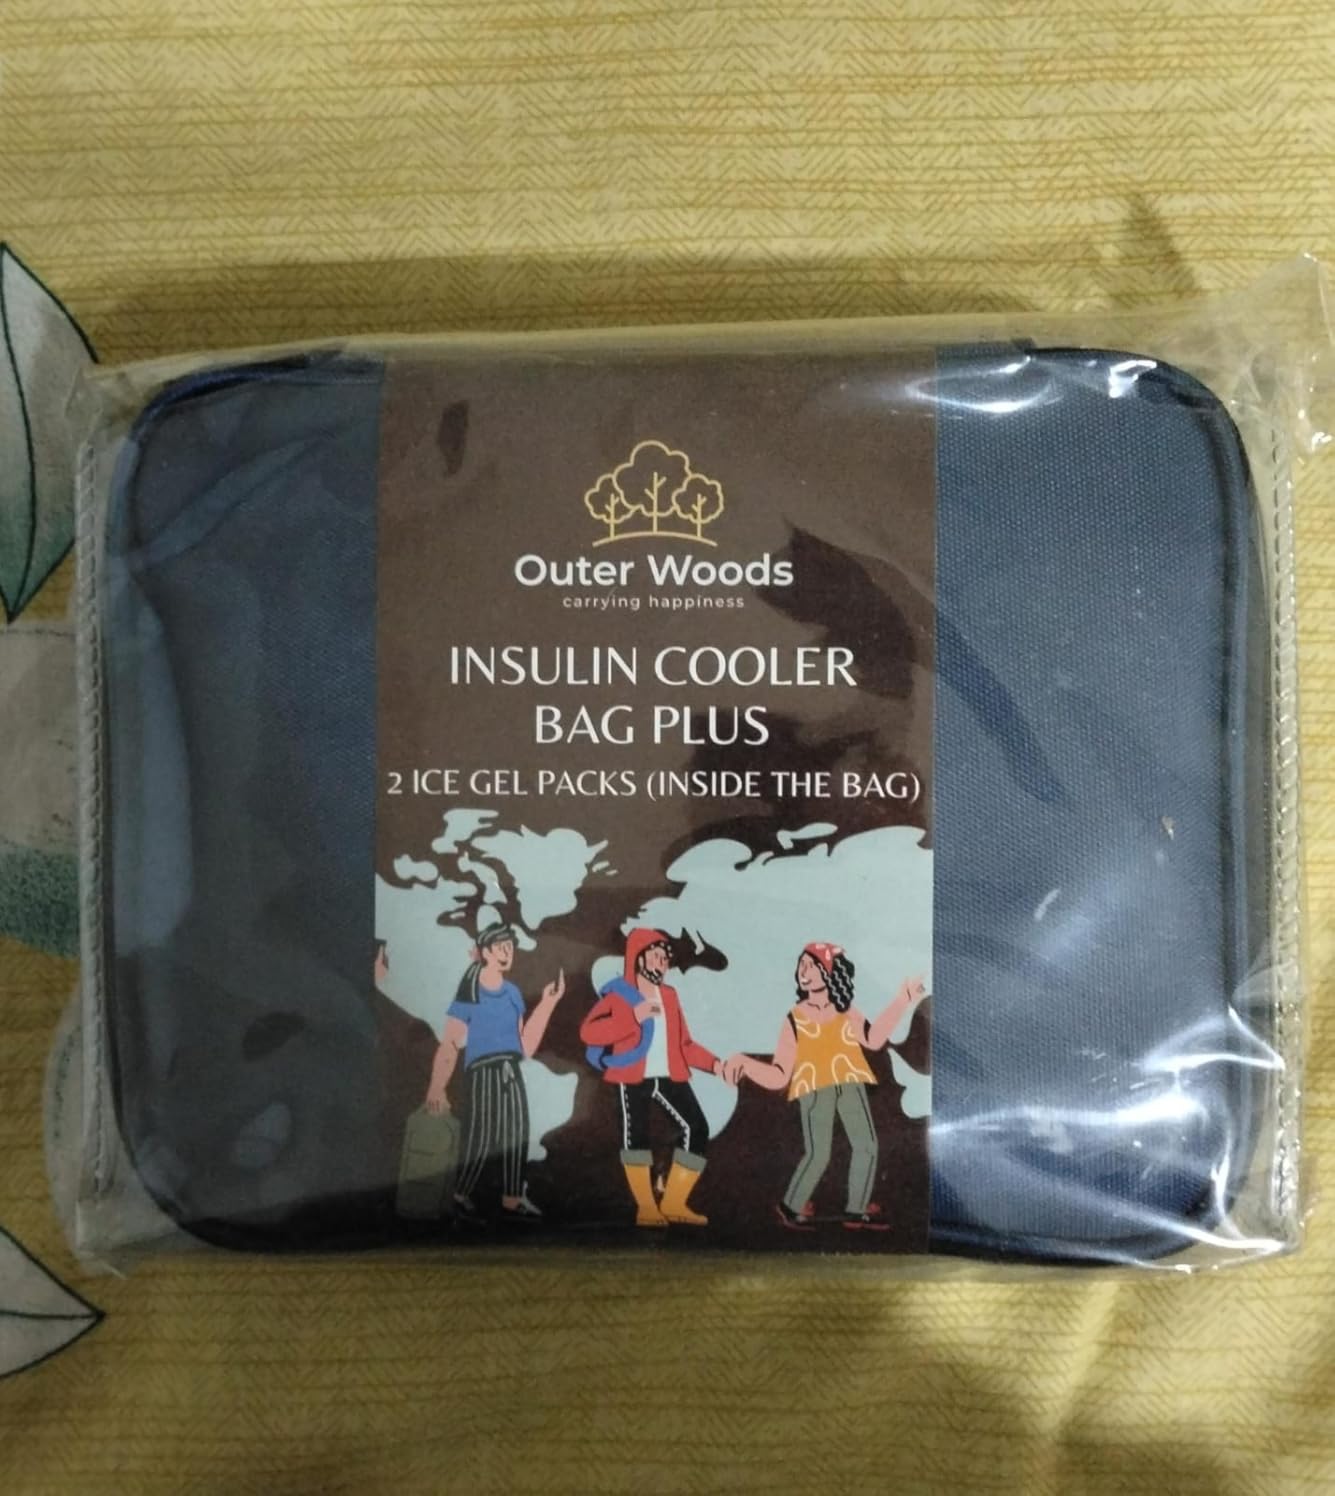 Outer Woods
carrying happiness
INSULIN COOLER
BAG PLUS
2 ICE GEL PACKS (INSIDE THE BAG)